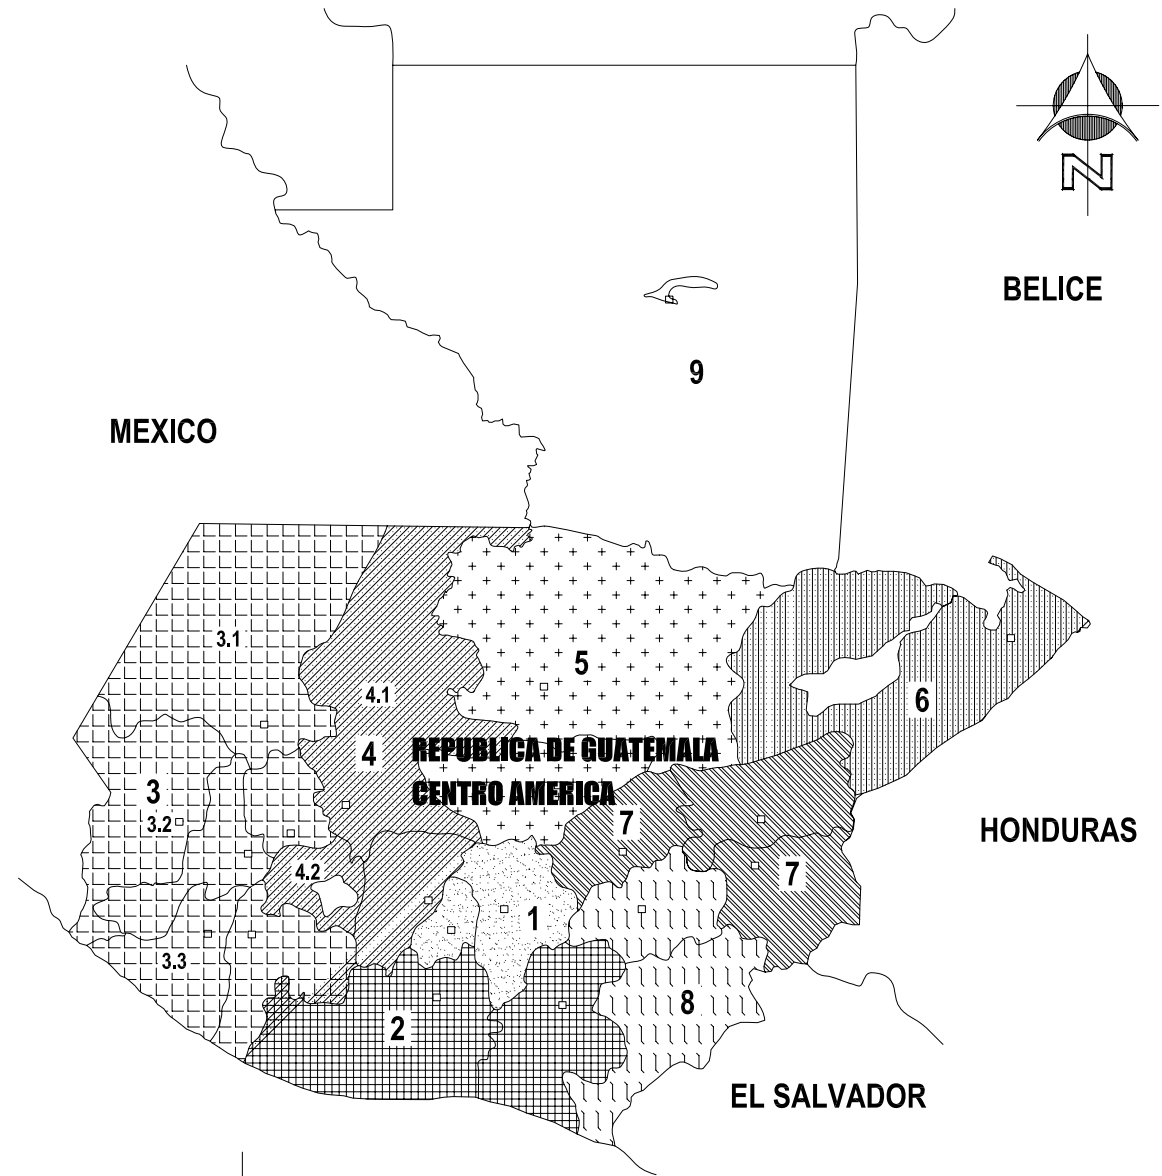 N
BELICE
9
MEXICO
3.1
5
4.1
6
4
REPUBLICA DE GUATEMALA
3
CENTRO AMERICA
3.2
7
HONDURAS
4.2
7
1
3.3
8
2
EL SALVADOR